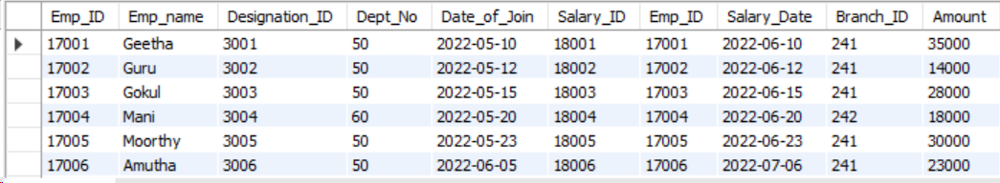 Emp_ID Emp_name Designation_ID Dept_No Date_of_Join Salary_ID Emp_ID Salary_Date Branch_ID Amount
17001 Geetha 3001 50 2022-05-10 18001 17001 2022-06-10 241 35000
17002 Guru 3002 50 2022-05-12 18002 17002 2022-06-12 241 14000
17003 Gokul 3003 50 2022-05-15 18003 17003 2022-06-15 241 28000
17004 Mani 3004 60 2022-05-20 18004 17004 2022-06-20 242 18000
17005 Moorthy 3005 50 2022-05-23 18005 17005 2022-06-23 241 30000
17006 Amutha 3006 50 2022-06-05 18006 17006 2022-07-06 241 23000